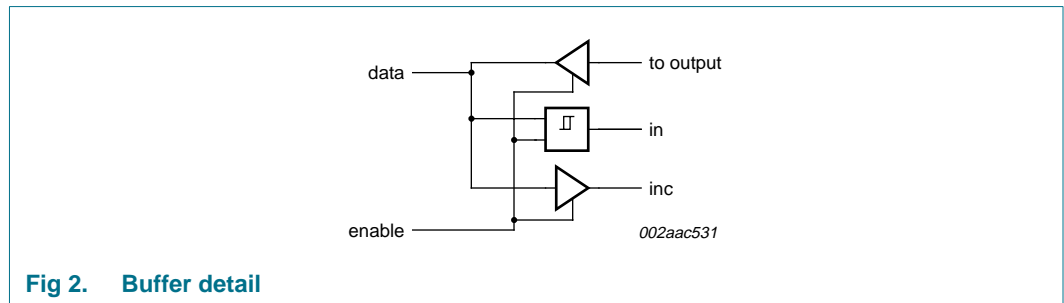 data
to output
in
inc
enable
002aac531
Fig 2. Buffer detail